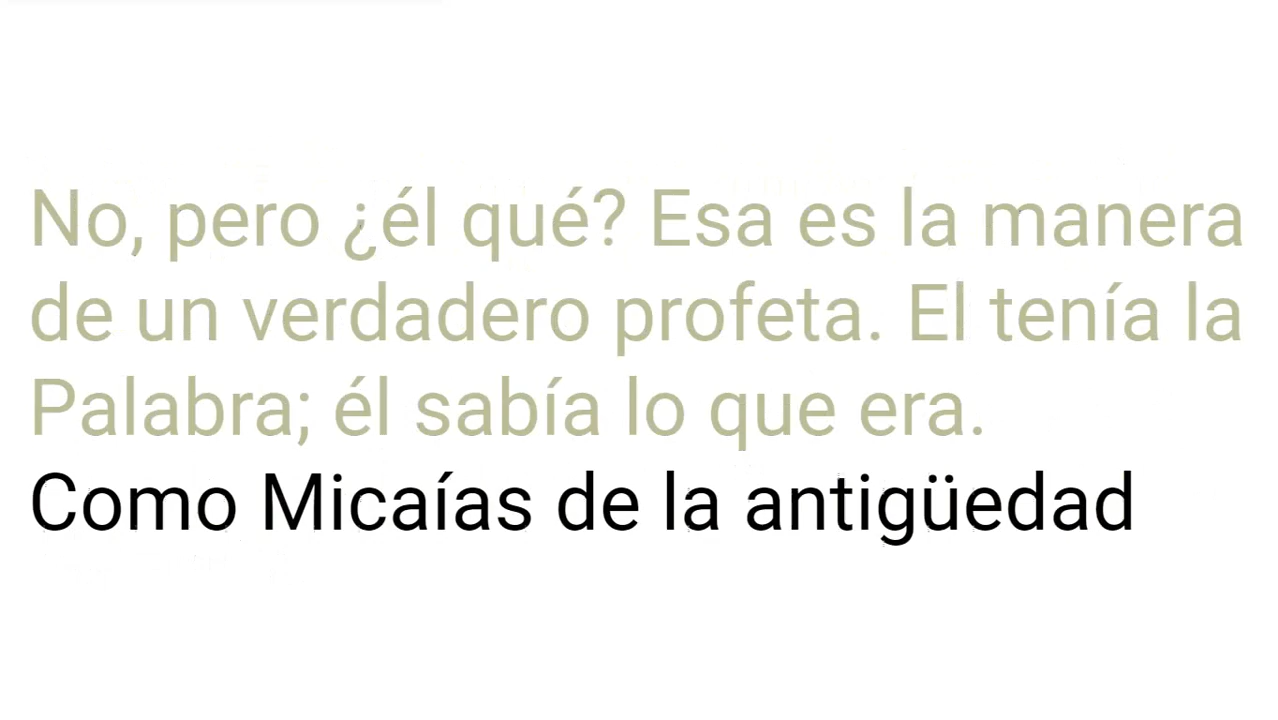 No, pero ¿él qué? Esa es la manera
de un verdadero profeta. El tenía la
Palabra; él sabía lo que era.
Como Micaías de la antigüedad